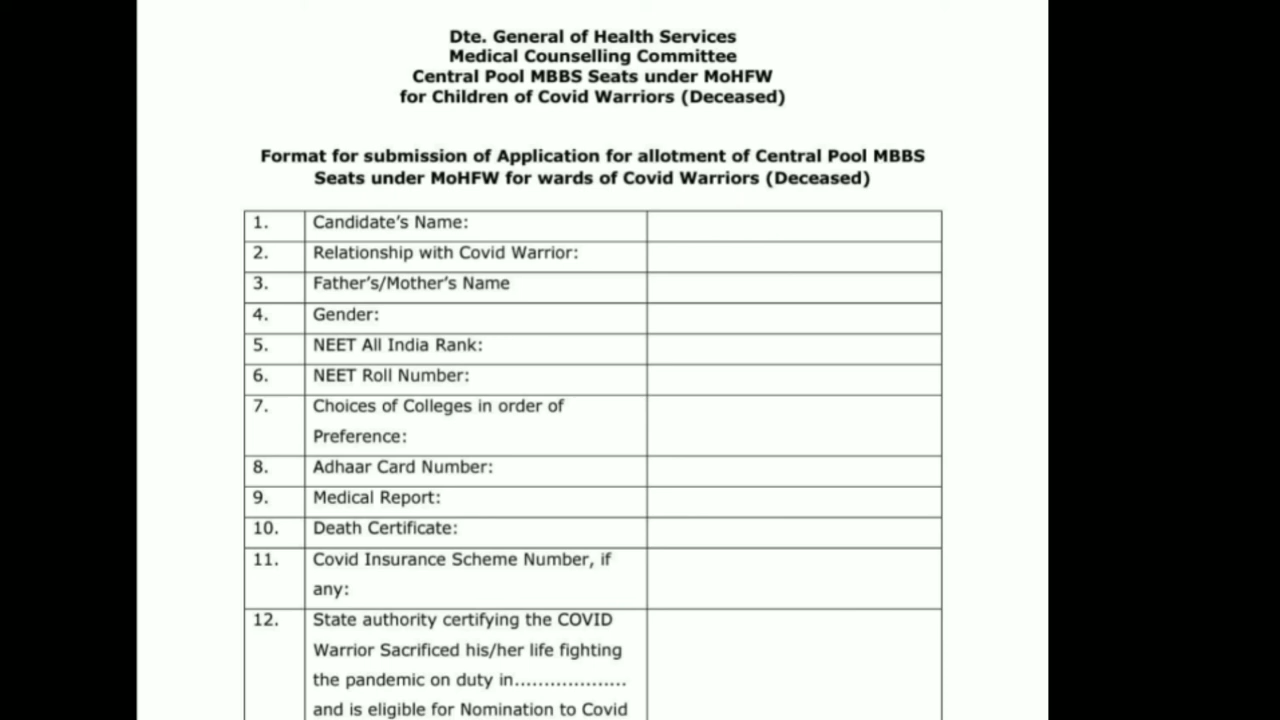 Dte. General of Health Services
Medical Counselling Committee
Central Pool MBBS Seats under MoHFW
for Children of Covid Warriors (Deceased)
Format for submission of Application for allotment of Central Pool MBBS
Seats under MoHFW for wards of Covid Warriors (Deceased)
1. Candidate’s Name:
2. Relationship with Covid Warrior:
3. Father’s/Mother’s Name
4. Gender:
5. NEET All India Rank:
6. NEET Roll Number:
7. Choices of Colleges in order of
Preference:
8. Adhaar Card Number:
9. Medical Report:
10. Death Certificate:
11. Covid Insurance Scheme Number, if
any:
12. State authority certifying the COVID
Warrior Sacrificed his/her life fighting
the pandemic on duty in...................
and is eligible for Nomination to Covid